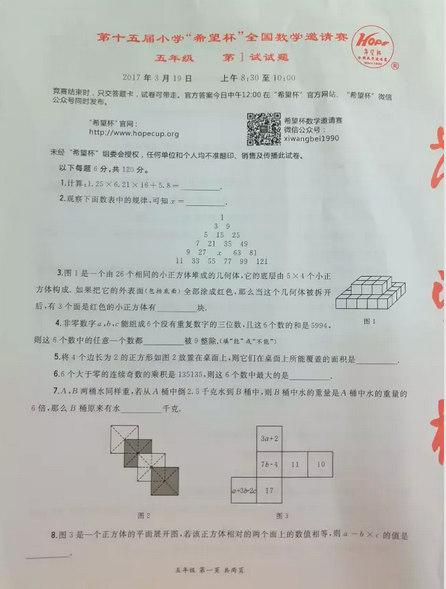 第十五届小学“希望杯”全国数学邀请赛
五年级 第1试试题
2017年3月19日 上午8:30至10:00
竞赛结束时,只交答题卡,试卷可带走。官方答案今日中午12:00在“希望杯”官方网站、“希望杯”微信
公众号同时发布。
“希望杯”官网:
http://www.hopecup.org
希望杯数学邀请赛
微信公众号:
xiwangbei1990
未经“希望杯”组委会授权,任何单位和个人均不准翻印、销售及传播此试卷。
以下每题6分,共120分。
1.计算:1.25×6.21×16+5.8=________.
2.观察下面数表中的规律,可知x=________.
1
3 9
5 15 25
7 21 35 49
9 27 x 63 81
11 33 55 77 99 121
3.图1是一个由26个相同的小正方体堆成的几何体,它的底层由5×4个小正
方体构成.如果把它的外表面(包括底面)全部涂成红色,那么当这个几何体被拆开
后,有3个面是红色的小正方体有________块.
图1
4.非零数字a,b,c能组成6个没有重复数字的三位数,且这6个数的和是5994,
则这6个数中的任意一个数都________被9整除.(填“能”或“不能”)
5.将4个边长为2的正方形如图2放置在桌面上,则它们在桌面上所能覆盖的面积是________.
6.6个大于零的连续奇数的乘积是135135,则这6个数中最大的是________.
7.A,B两桶水同样重,若从A桶中倒2.5千克水到B桶中,则B桶中水的重量是A桶中水的重量的
6倍,那么B桶原来有水________千克.
3a+2
7b-4 11 10
a+3b-2c 17
图2 图3
8.图3是一个正方体的平面展开图,若该正方体相对的两个面上的数值相等,则a-b×c的值是
________.
五年级 第一页 共两页